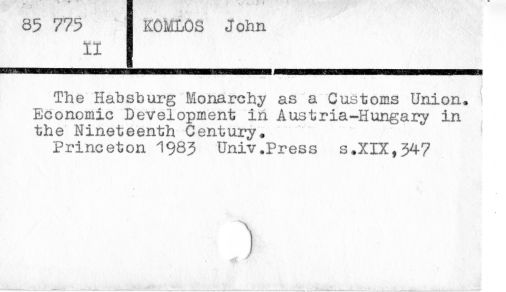 85 775 KOMLOS John
II
The Habsburg Monarchy as a Customs Union.
Economic Development in Austria-Hungary in
the Nineteenth Century.
Princeton 1983 Univ.Press s.XIX,347